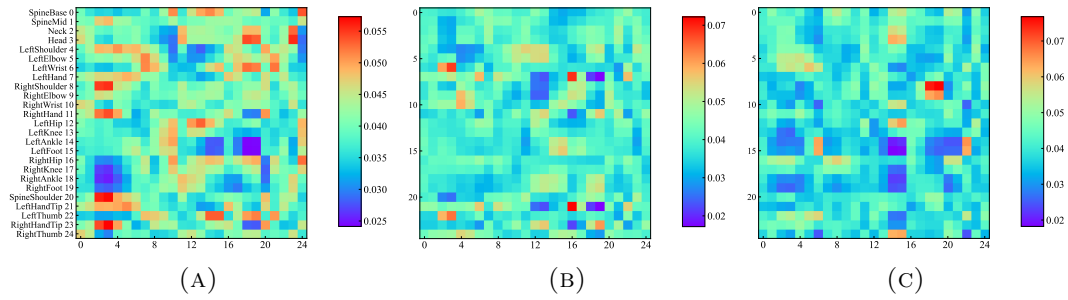 SpineBase 0
SpineMid 1
Neck 2
Head 3
LeftShoulder 4
LeftElbow 5
LeftWrist 6
LeftHand 7
RightShoulder 8
RightElbow 9
RightWrist 10
RightHand 11
LeftHip 12
LeftKnee 13
LeftAnkle 14
LeftFoot 15
RightHip 16
RightKnee 17
RightAnkle 18
RightFoot 19
SpineShoulder 20
LeftHandTip 21
LeftThumb 22
RightHandTip 23
RightThumb 24
0 4 8 12 16 20 24
0.055
0.050
0.045
0.040
0.035
0.030
0.025
(A)
0
5
10
15
20
0 4 8 12 16 20 24
0.07
0.06
0.05
0.04
0.03
0.02
(B)
0
5
10
15
20
0 4 8 12 16 20 24
0.07
0.06
0.05
0.04
0.03
0.02
(C)